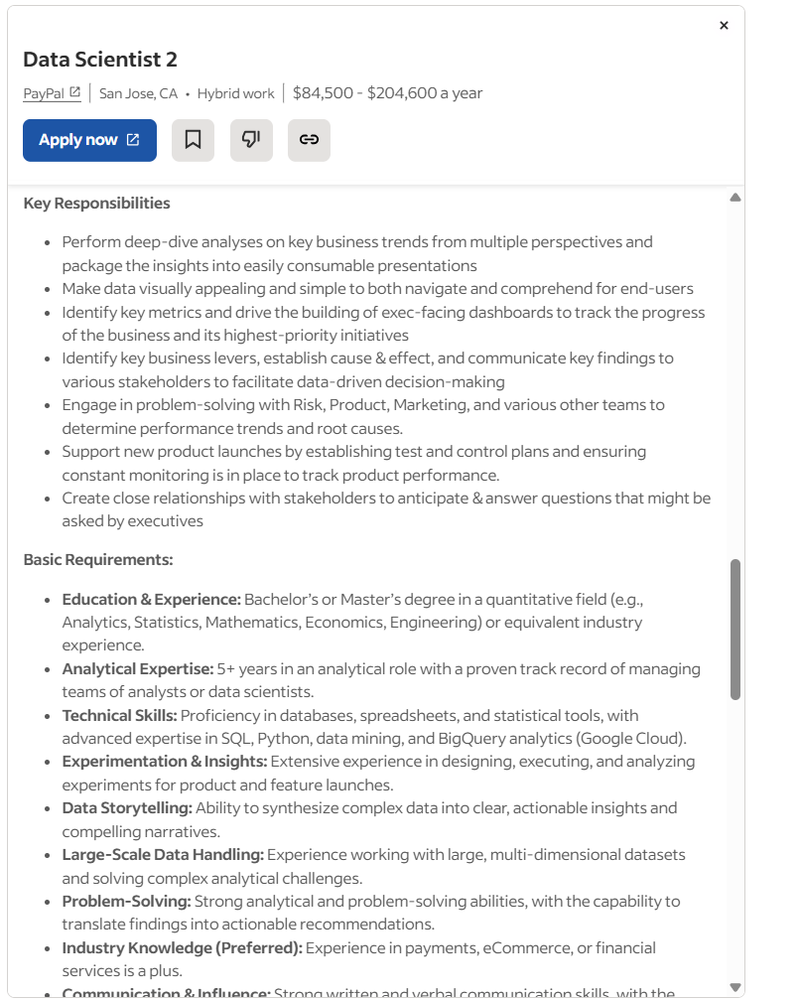 Data Scientist 2
PayPal | San Jose, CA • Hybrid work | $84,500 - $204,600 a year
Apply now
Key Responsibilities
• Perform deep-dive analyses on key business trends from multiple perspectives and
package the insights into easily consumable presentations
• Make data visually appealing and simple to both navigate and comprehend for end-users
• Identify key metrics and drive the building of exec-facing dashboards to track the progress
of the business and its highest-priority initiatives
• Identify key business levers, establish cause & effect, and communicate key findings to
various stakeholders to facilitate data-driven decision-making
• Engage in problem-solving with Risk, Product, Marketing, and various other teams to
determine performance trends and root causes.
• Support new product launches by establishing test and control plans and ensuring
constant monitoring is in place to track product performance.
• Create close relationships with stakeholders to anticipate & answer questions that might be
asked by executives
Basic Requirements:
• Education & Experience: Bachelor’s or Master’s degree in a quantitative field (e.g.,
Analytics, Statistics, Mathematics, Economics, Engineering) or equivalent industry
experience.
• Analytical Expertise: 5+ years in an analytical role with a proven track record of managing
teams of analysts or data scientists.
• Technical Skills: Proficiency in databases, spreadsheets, and statistical tools, with
advanced expertise in SQL, Python, data mining, and BigQuery analytics (Google Cloud).
• Experimentation & Insights: Extensive experience in designing, executing, and analyzing
experiments for product and feature launches.
• Data Storytelling: Ability to synthesize complex data into clear, actionable insights and
compelling narratives.
• Large-Scale Data Handling: Experience working with large, multi-dimensional datasets
and solving complex analytical challenges.
• Problem-Solving: Strong analytical and problem-solving abilities, with the capability to
translate findings into actionable recommendations.
• Industry Knowledge (Preferred): Experience in payments, eCommerce, or financial
services is a plus.
• Communication & Influence: Strong written and verbal communication skills, with the